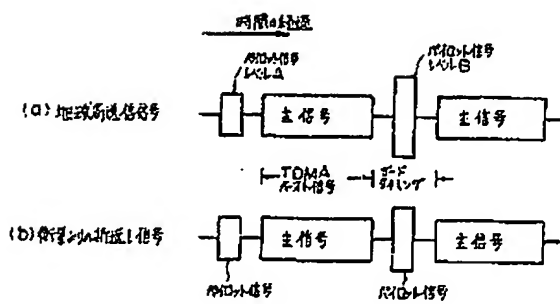 時間の経過
パイロット信号
レベルA
パイロット信号
レベルB
(a) 地球局送信信号
主信号
主信号
TDMA
バースト信号
ガード
タイミング
(b) 衛星からの折返し信号
主信号
主信号
パイロット信号
パイロット信号